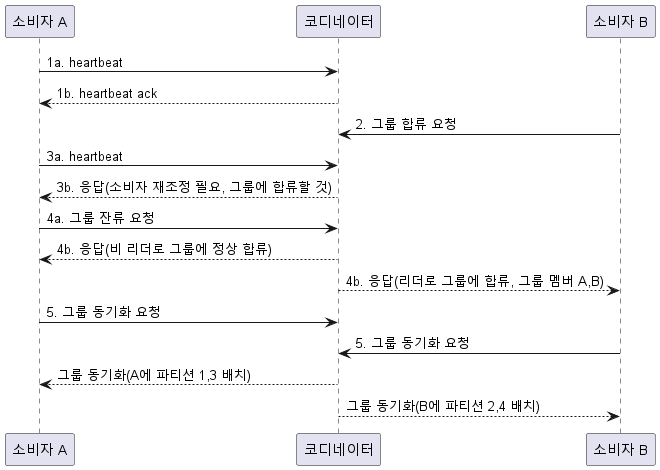 소비자 A
코디네이터
소비자 B
1a. heartbeat
1b. heartbeat ack
2. 그룹 합류 요청
3a. heartbeat
3b. 응답(소비자 재조정 필요, 그룹에 합류할 것)
4a. 그룹 잔류 요청
4b. 응답(비 리더로 그룹에 정상 합류)
4b. 응답(리더로 그룹에 합류, 그룹 멤버 A,B)
5. 그룹 동기화 요청
5. 그룹 동기화 요청
그룹 동기화(A에 파티션 1,3 배치)
그룹 동기화(B에 파티션 2,4 배치)
소비자 A
코디네이터
소비자 B